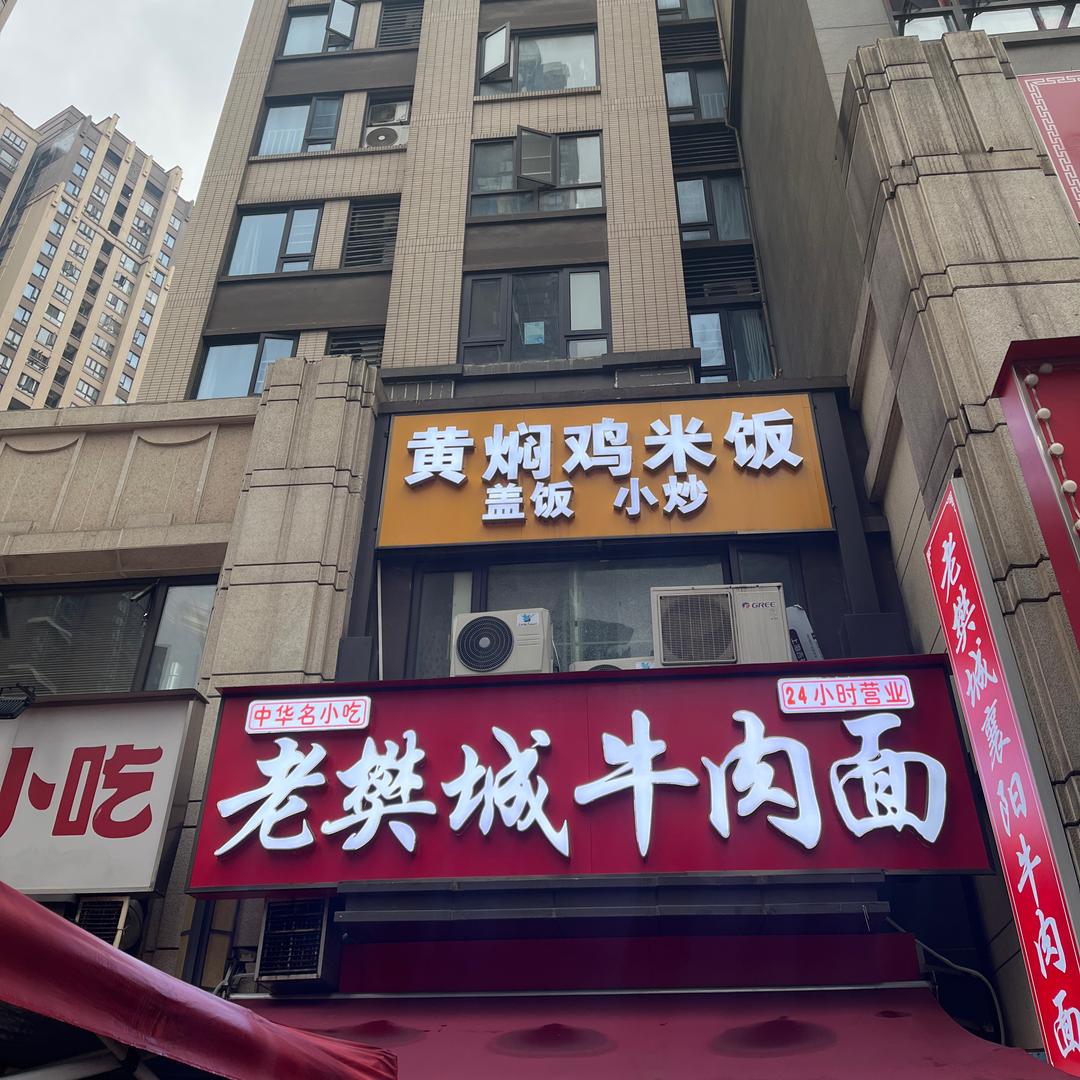 黄焖鸡米饭
盖饭 小炒
GREE
中华名小吃
24小时营业
老樊城牛肉面
小吃
老樊城襄阳牛肉面